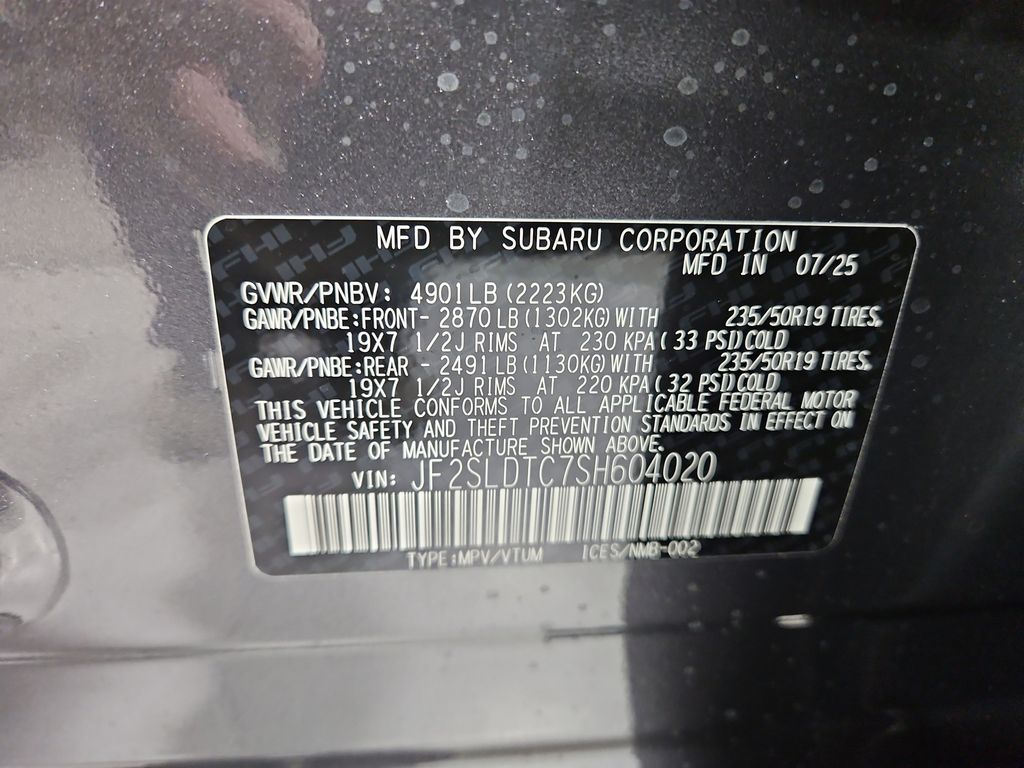 MFD BY SUBARU CORPORATION
MFD IN 07/25
GVWR/PNBV: 4901LB(2223KG)
GAWR/PNBE:FRONT- 2870LB(1302KG)WITH 235/50R19 TIRES,
19X7 1/2J RIMS AT 230 KPA(33 PSI)COLD
GAWR/PNBE:REAR - 2491LB(1130KG)WITH 235/50R19 TIRES,
19X7 1/2J RIMS AT 220 KPA(32 PSI)COLD
THIS VEHICLE CONFORMS TO ALL APPLICABLE FEDERAL MOTOR
VEHICLE SAFETY AND THEFT PREVENTION STANDARDS IN EFFECT ON
THE DATE OF MANUFACTURE SHOWN ABOVE.
VIN: JF2SLDTC7SH604020
TYPE:MPV/VTUM ICES/NMB-002